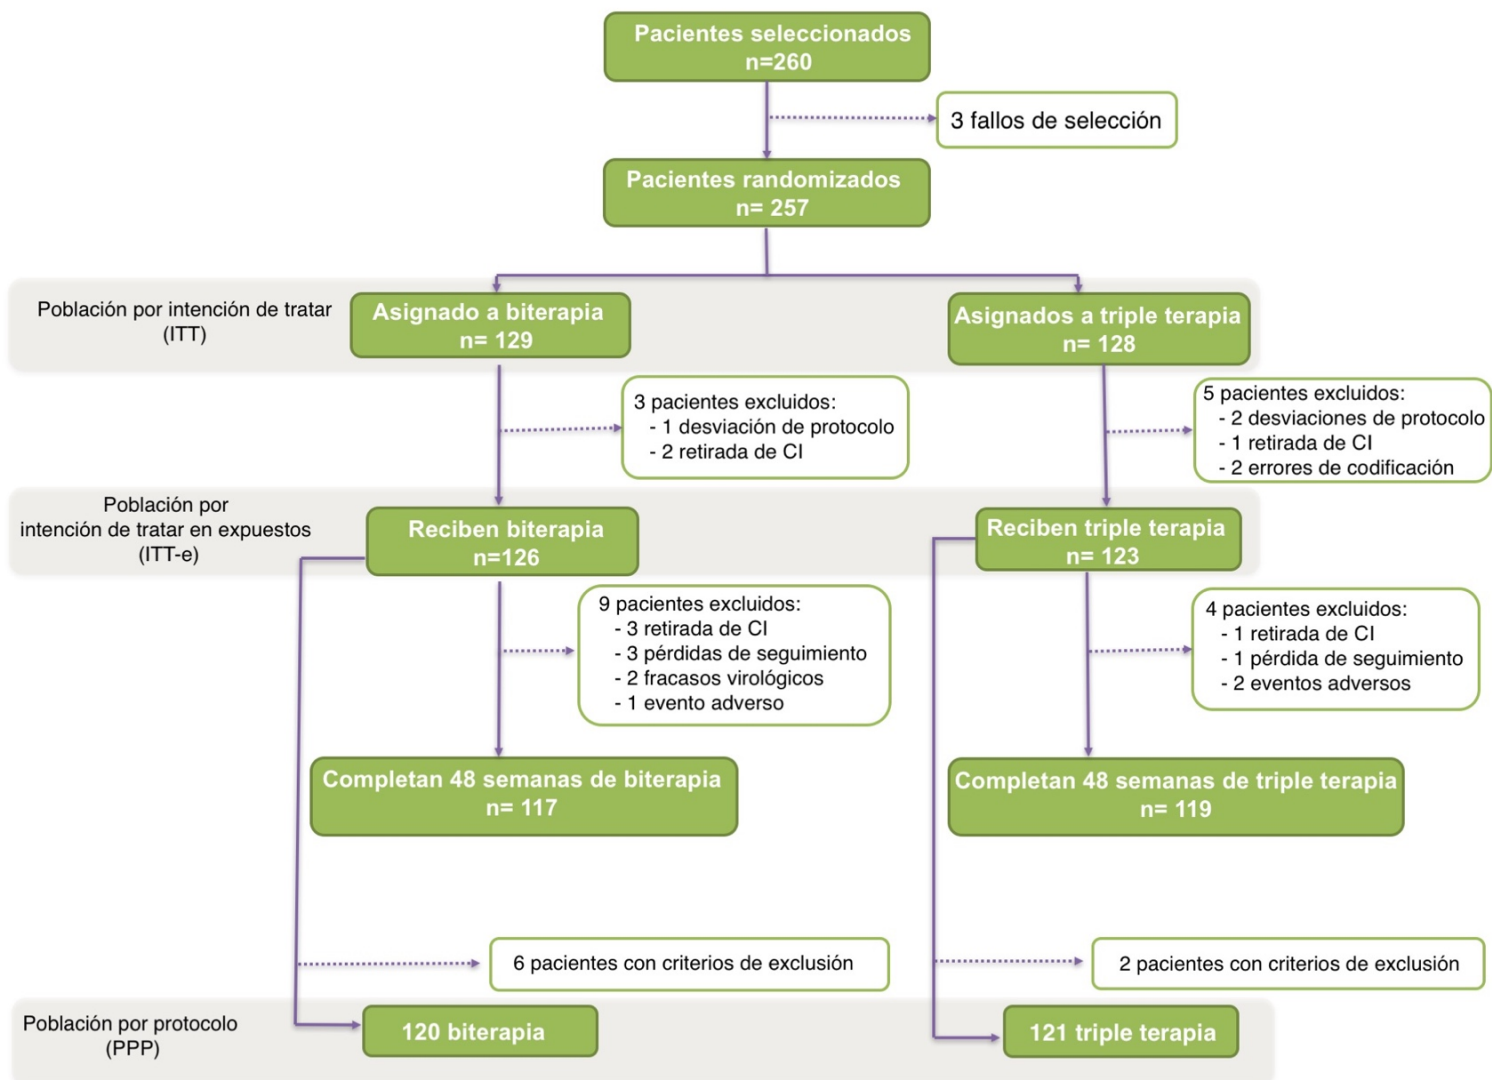 Pacientes seleccionados
n=260
3 fallos de selección
Pacientes randomizados
n= 257
Población por intención de tratar
(ITT)
Asignado a biterapia
n= 129
Asignados a triple terapia
n= 128
3 pacientes excluidos:
- 1 desviación de protocolo
- 2 retirada de CI
5 pacientes excluidos:
- 2 desviaciones de protocolo
- 1 retirada de CI
- 2 errores de codificación
Población por
intención de tratar en expuestos
(ITT-e)
Reciben biterapia
n=126
Reciben triple terapia
n= 123
9 pacientes excluidos:
- 3 retirada de CI
- 3 pérdidas de seguimiento
- 2 fracasos virológicos
- 1 evento adverso
4 pacientes excluidos:
- 1 retirada de CI
- 1 pérdida de seguimiento
- 2 eventos adversos
Completan 48 semanas de biterapia
n= 117
Completan 48 semanas de triple terapia
n= 119
6 pacientes con criterios de exclusión
2 pacientes con criterios de exclusión
Población por protocolo
(PPP)
120 biterapia
121 triple terapia